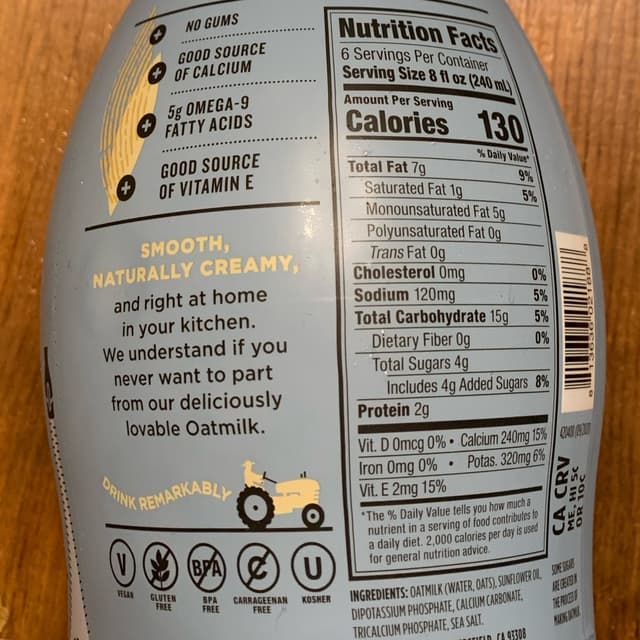 NO GUMS
GOOD SOURCE
OF CALCIUM
5g OMEGA-9
FATTY ACIDS
GOOD SOURCE
OF VITAMIN E
SMOOTH,
NATURALLY CREAMY,
and right at home
in your kitchen.
We understand if you
never want to part
from our deliciously
lovable Oatmilk.
DRINK REMARKABLY
V
VEGAN
GLUTEN
FREE
BPA
BPA
FREE
C
CARRAGEENAN
FREE
U
KOSHER
Nutrition Facts
6 Servings Per Container
Serving Size 8 fl oz (240 mL)
Amount Per Serving
Calories 130
% Daily Value*
Total Fat 7g 9%
Saturated Fat 1g 5%
Monounsaturated Fat 5g
Polyunsaturated Fat 0g
Trans Fat 0g
Cholesterol 0mg 0%
Sodium 120mg 5%
Total Carbohydrate 15g 5%
Dietary Fiber 0g 0%
Total Sugars 4g
Includes 4g Added Sugars 8%
Protein 2g
Vit. D 0mcg 0% • Calcium 240mg 15%
Iron 0mg 0% • Potas. 320mg 6%
Vit. E 2mg 15%
*The % Daily Value tells you how much a
nutrient in a serving of food contributes to
a daily diet. 2,000 calories per day is used
for general nutrition advice.
INGREDIENTS: OATMILK (WATER, OATS), SUNFLOWER OIL,
DIPOTASSIUM PHOSPHATE, CALCIUM CARBONATE,
TRICALCIUM PHOSPHATE, SEA SALT.
CA 93308
CA CRV
ME, HI 5¢
OR 10¢
SOME SUGARS
ARE CREATED IN
THE PROCESS OF
MAKING OATMILK.